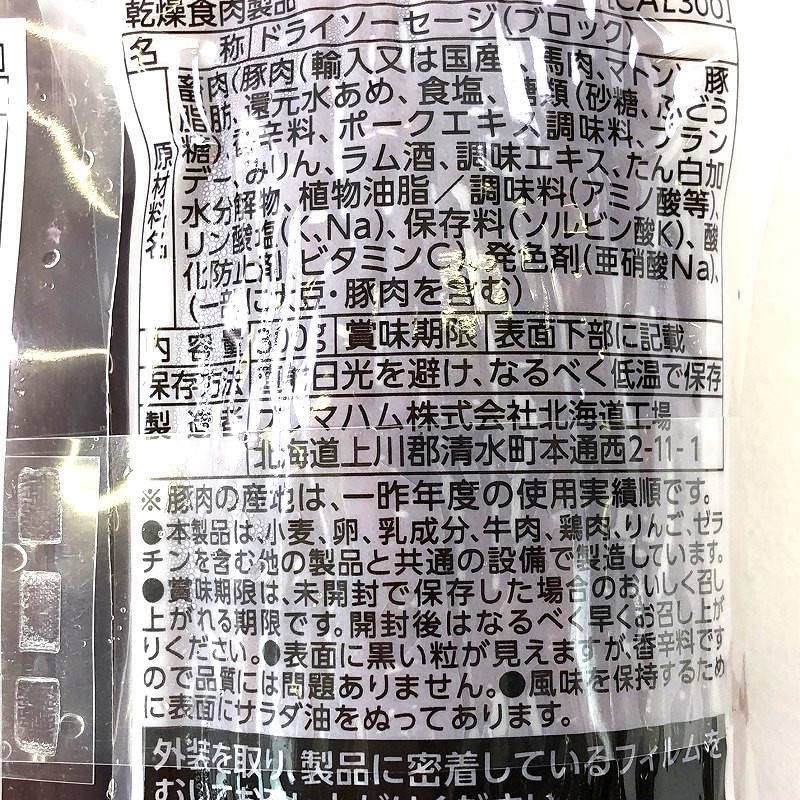 乾燥食肉製品 [CAL300]
名 称 ドライソーセージ(ブロック)
畜肉(豚肉(輸入又は国産)、馬肉、マトン)、豚
脂肪、還元水あめ、食塩、糖類(砂糖、ぶどう
糖)、香辛料、ポークエキス調味料、ブラン
デー、みりん、ラム酒、調味エキス、たん白加
水分解物、植物油脂/調味料(アミノ酸等)、
リン酸塩(K、Na)、保存料(ソルビン酸K)、酸
化防止剤(ビタミンC)、発色剤(亜硝酸Na)、
(一部に大豆・豚肉を含む)
原材料名
内容量 300g 賞味期限 表面下部に記載
保存方法 直射日光を避け、なるべく低温で保存
製造者 プリマハム株式会社北海道工場
北海道上川郡清水町本通西2-11-1
※豚肉の産地は、一昨年度の使用実績順です。
●本製品は、小麦、卵、乳成分、牛肉、鶏肉、りんご、ゼラ
チンを含む他の製品と共通の設備で製造しています。
●賞味期限は、未開封で保存した場合のおいしく召し
上がれる期限です。開封後はなるべく早くお召し上が
りください。●表面に黒い粒が見えますが、香辛料です
ので品質には問題ありません。●風味を保持するため
に表面にサラダ油をぬってあります。
外装を取り、製品に密着しているフィルムを